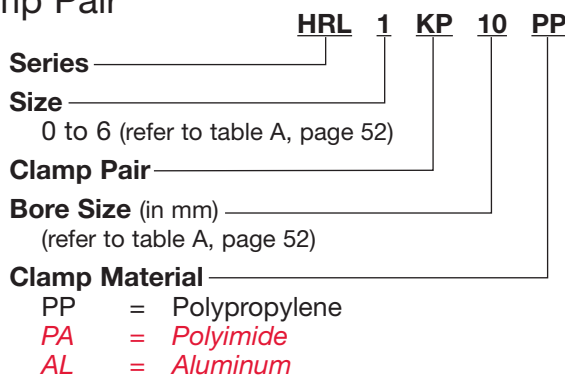 mp Pair
HRL 1 KP 10 PP
Series
Size
0 to 6 (refer to table A, page 52)
Clamp Pair
Bore Size (in mm)
(refer to table A, page 52)
Clamp Material
PP = Polypropylene
PA = Polyimide
AL = Aluminum